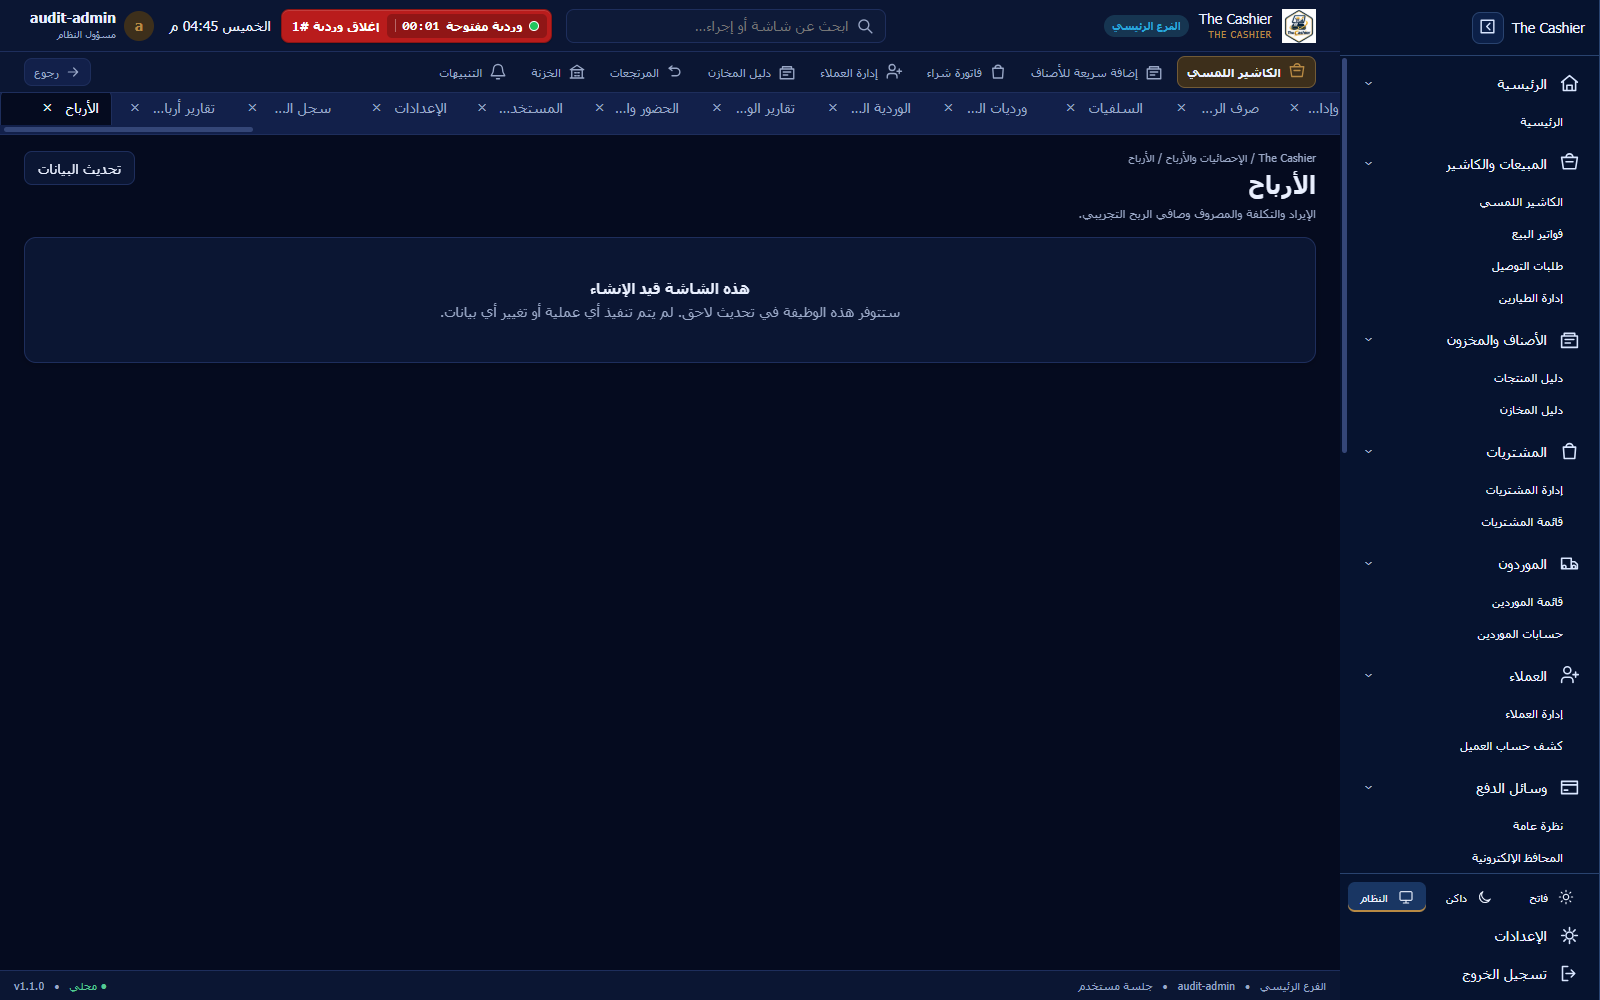 The Cashier
الرئيسية
الرئيسية
المبيعات والكاشير
الكاشير اللمسي
فواتير البيع
طلبات التوصيل
إدارة الطيارين
الأصناف والمخزون
دليل المنتجات
دليل المخازن
المشتريات
إدارة المشتريات
قائمة المشتريات
الموردون
قائمة الموردين
حسابات الموردين
العملاء
إدارة العملاء
كشف حساب العميل
وسائل الدفع
نظرة عامة
المحافظ الإلكترونية
فاتح
داكن
النظام
الإعدادات
تسجيل الخروج
The Cashier
THE CASHIER
الفرع الرئيسي
ابحث عن شاشة أو إجراء...
وردية مفتوحة 00:01 | إغلاق وردية #1
الخميس 04:45 م
audit-admin
مسؤول النظام
a
الكاشير اللمسي
إضافة سريعة للأصناف
فاتورة شراء
إدارة العملاء
دليل المخازن
المرتجعات
الخزنة
التنبيهات
رجوع
وإدا...
صرف الر...
السلفيات
ورديات الـ...
الوردية الـ...
تقارير الو...
الحضور وا...
المستخد...
الإعدادات
سجل الـ...
تقارير أربا...
الأرباح
The Cashier / الإحصائيات والأرباح / الأرباح
الأرباح
الإيراد والتكلفة والمصروف وصافي الربح التجريبي.
تحديث البيانات
هذه الشاشة قيد الإنشاء
ستتوفر هذه الوظيفة في تحديث لاحق. لم يتم تنفيذ أي عملية أو تغيير أي بيانات.
الفرع الرئيسي • audit-admin • جلسة مستخدم
محلي • v1.1.0